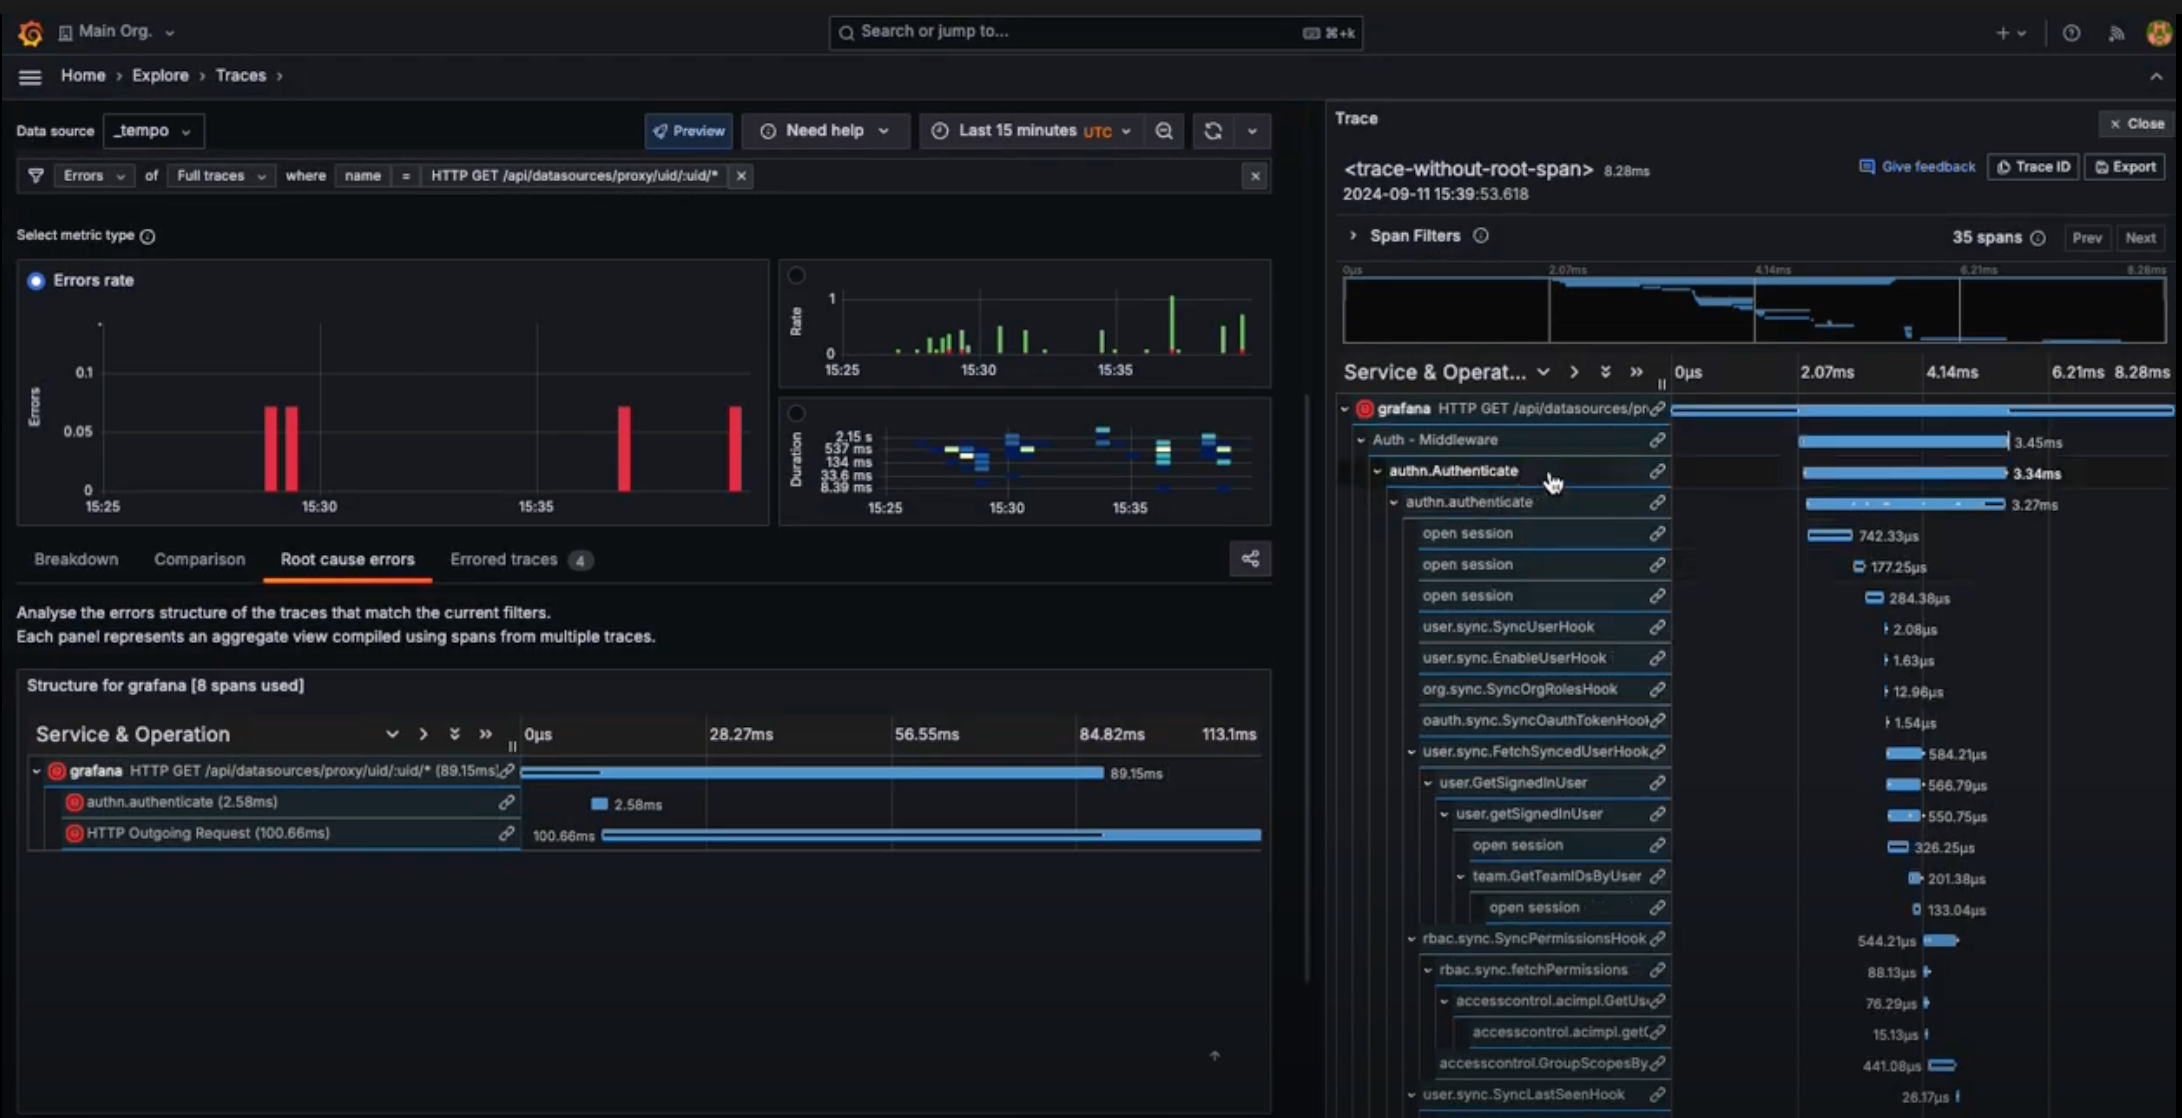 Main Org.
Search or jump to...
⌘+k
Home › Explore › Traces ›
Data source
_tempo
Preview
Need help
Last 15 minutes UTC
Errors of Full traces where name = HTTP GET /api/datasources/proxy/uid/:uid/*
Select metric type
Errors rate
Errors
0.1
0.05
0
15:25
15:30
15:35
Rate
1
0
15:25
15:30
15:35
Duration
2.15 s
537 ms
134 ms
33.6 ms
8.39 ms
15:25
15:30
15:35
Breakdown
Comparison
Root cause errors
Errored traces 4
Analyse the errors structure of the traces that match the current filters.
Each panel represents an aggregate view compiled using spans from multiple traces.
Structure for grafana [8 spans used]
Service & Operation
0µs
28.27ms
56.55ms
84.82ms
113.1ms
grafana HTTP GET /api/datasources/proxy/uid/:uid/* (89.15ms)
89.15ms
authn.authenticate (2.58ms)
2.58ms
HTTP Outgoing Request (100.66ms)
100.66ms
Trace
Close
<trace-without-root-span> 8.28ms
Give feedback
Trace ID
Export
2024-09-11 15:39:53.618
Span Filters
35 spans
Prev
Next
0µs
2.07ms
4.14ms
6.21ms
8.28ms
Service & Operat...
0µs
2.07ms
4.14ms
6.21ms
8.28ms
grafana HTTP GET /api/datasources/pr
Auth - Middleware
3.45ms
authn.Authenticate
3.34ms
authn.authenticate
3.27ms
open session
742.33µs
open session
177.25µs
open session
284.38µs
user.sync.SyncUserHook
2.08µs
user.sync.EnableUserHook
1.63µs
org.sync.SyncOrgRolesHook
12.96µs
oauth.sync.SyncOauthTokenHook
1.54µs
user.sync.FetchSyncedUserHook
584.21µs
user.GetSignedInUser
566.79µs
user.getSignedInUser
550.75µs
open session
326.25µs
team.GetTeamIDsByUser
201.38µs
open session
133.04µs
rbac.sync.SyncPermissionsHook
544.21µs
rbac.sync.fetchPermissions
88.13µs
accesscontrol.acimpl.GetUs
76.29µs
accesscontrol.acimpl.get
15.13µs
accesscontrol.GroupScopesBy
441.08µs
user.sync.SyncLastSeenHook
26.17µs